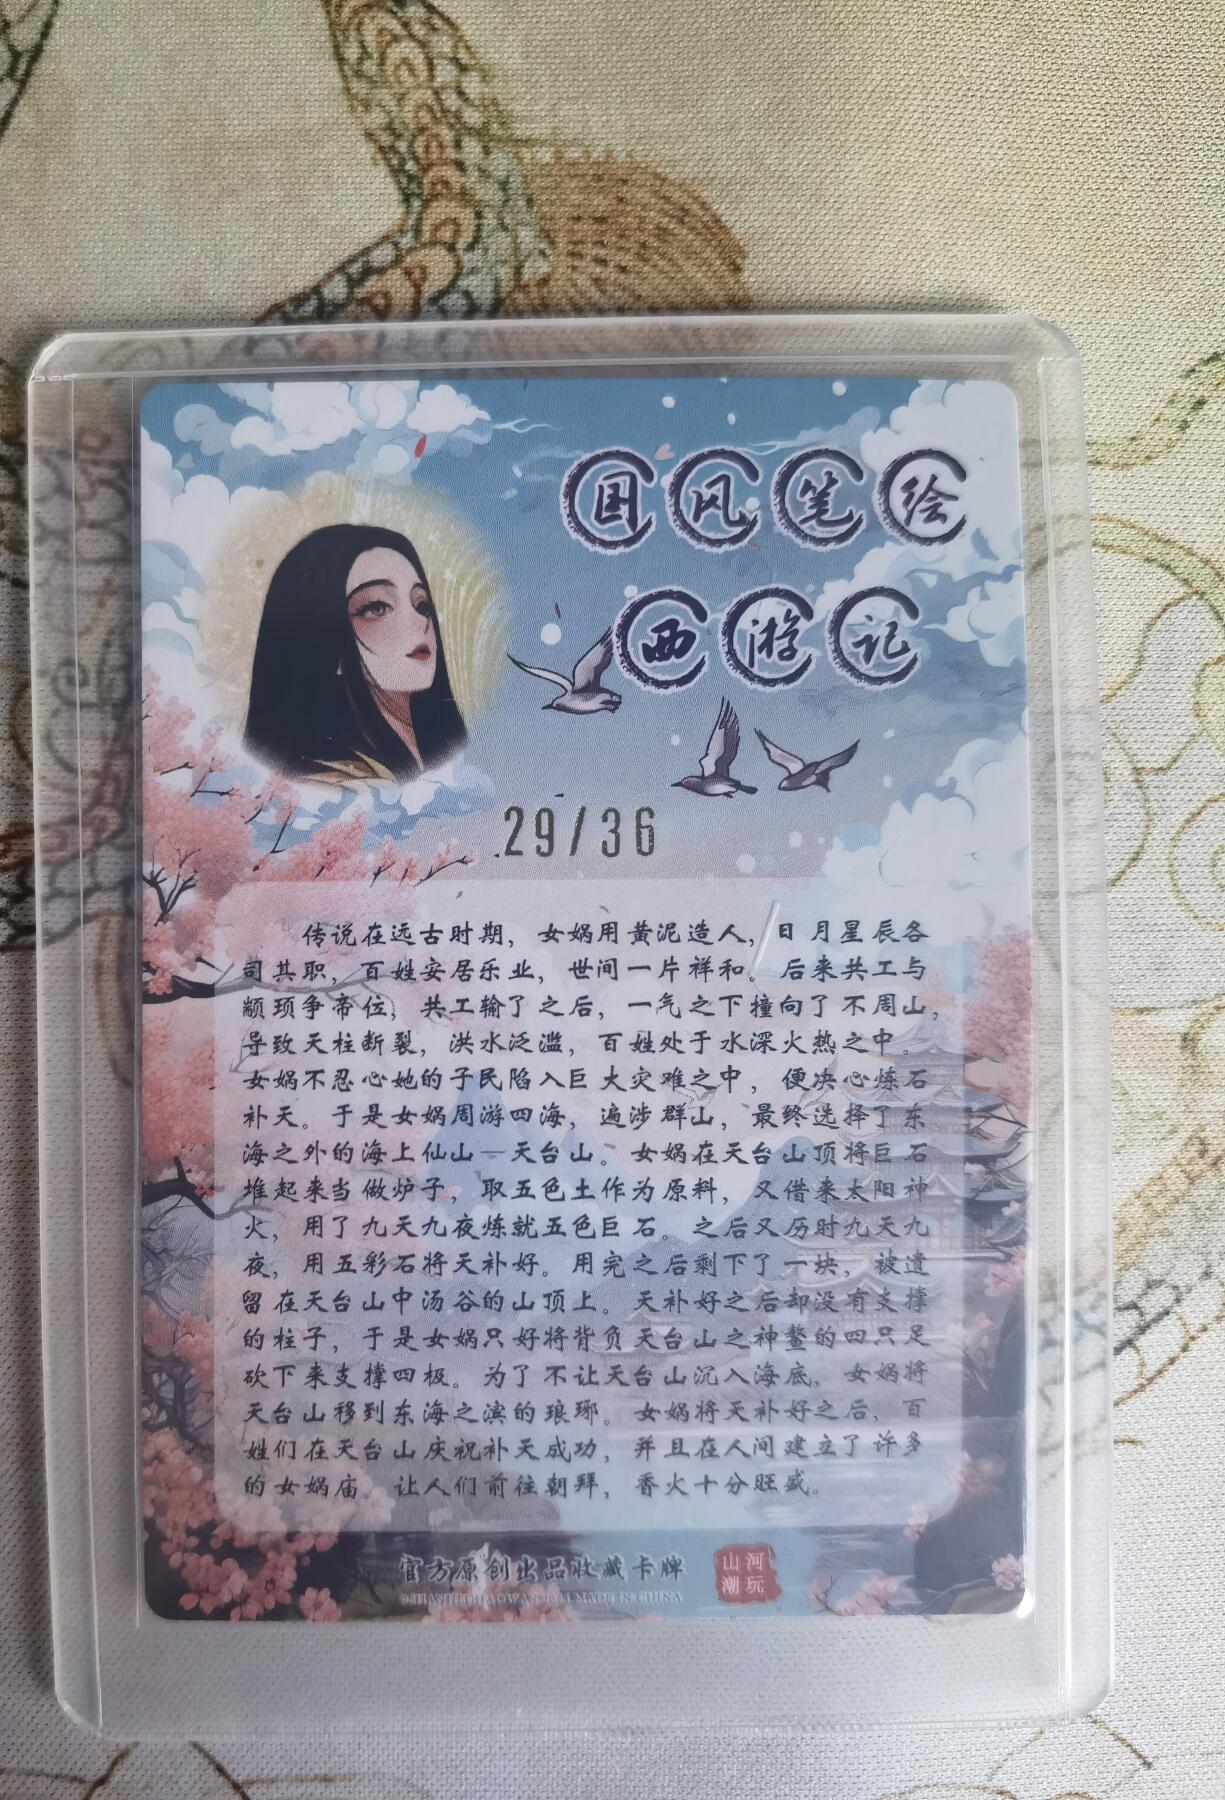 国风笔绘
西游记
29/36
传说在远古时期，女娲用黄泥造人，日月星辰各
司其职，百姓安居乐业，世间一片祥和。后来共工与
颛顼争帝位，共工输了之后，一气之下撞向了不周山，
导致天柱断裂，洪水泛滥，百姓处于水深火热之中。
女娲不忍心她的子民陷入巨大灾难之中，便决心炼石
补天。于是女娲周游四海，遍涉群山，最终选择了东
海之外的海上仙山—天台山。女娲在天台山顶将巨石
堆起来当做炉子，取五色土作为原料，又借来太阳神
火，用了九天九夜炼就五色巨石。之后又历时九天九
夜，用五彩石将天补好。用完之后剩下了一块，被遗
留在天台山中汤谷的山顶上。天补好之后却没有支撑
的柱子，于是女娲只好将背负天台山之神鳌的四只足
砍下来支撑四极。为了不让天台山沉入海底，女娲将
天台山移到东海之滨的琅琊。女娲将天补好之后，百
姓们在天台山庆祝补天成功，并且在人间建立了许多
的女娲庙。让人们前往朝拜，香火十分旺盛。
官方原创出品收藏卡牌
MADE IN CHINA
山河
潮玩